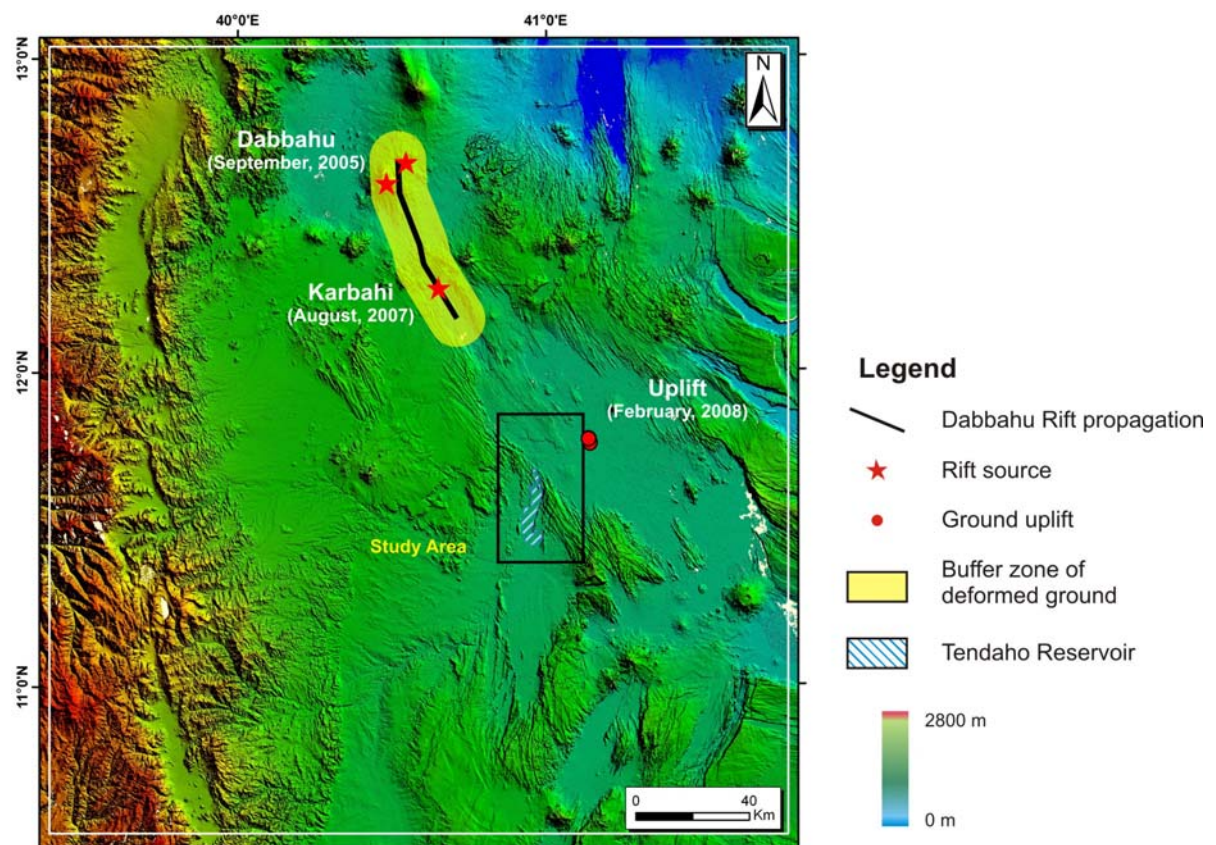 40°0'E
41°0'E
13°0'N
N
Dabbahu
(September, 2005)
Karbahi
(August, 2007)
12°0'N
Uplift
(February, 2008)
Study Area
11°0'N
0
40
Km
Legend
Dabbahu Rift propagation
Rift source
Ground uplift
Buffer zone of
deformed ground
Tendaho Reservoir
2800 m
0 m